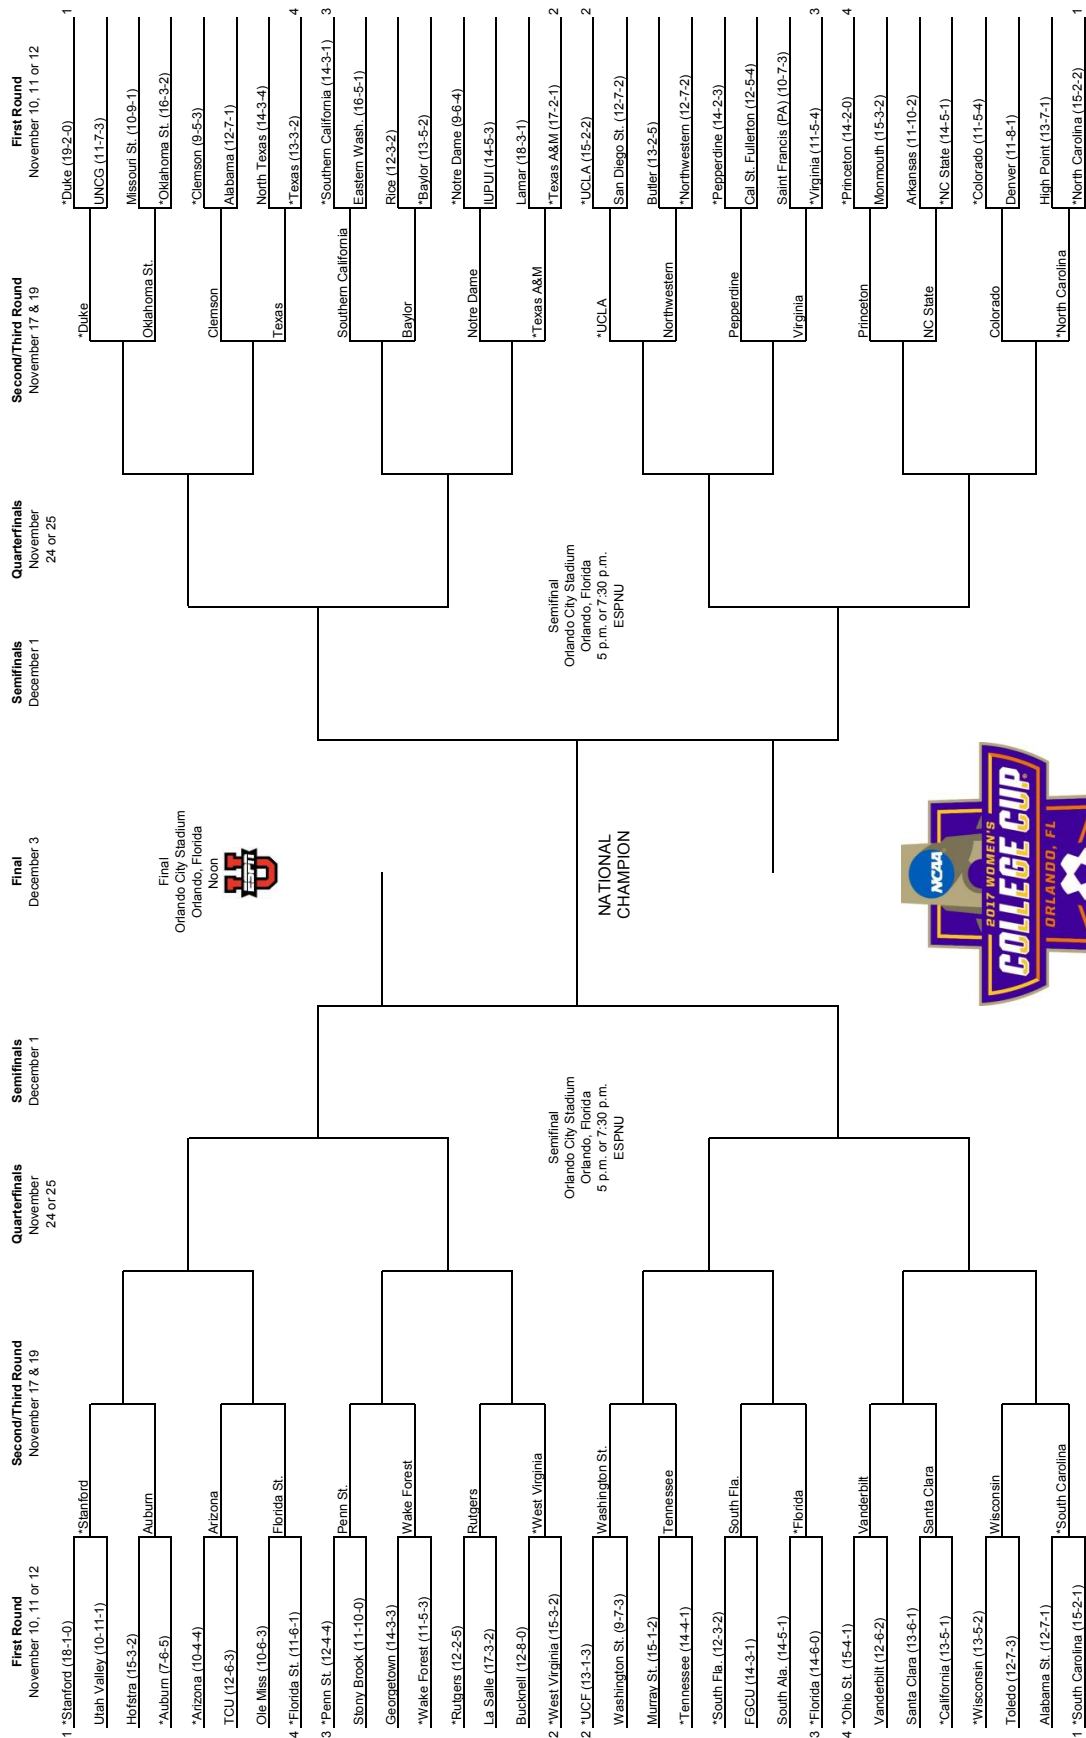 First Round
November 10, 11 or 12
Second/Third Round
November 17 & 19
Quarterfinals
November
24 or 25
Semifinals
December 1
Final
December 3
Semifinals
December 1
Quarterfinals
November
24 or 25
Second/Third Round
November 17 & 19
First Round
November 10, 11 or 12
1 *Stanford (18-1-0)
Utah Valley (10-11-1)
Hofstra (15-3-2)
*Auburn (7-6-5)
*Arizona (10-4-4)
TCU (12-6-3)
Ole Miss (10-6-3)
4 *Florida St. (11-6-1)
3 *Penn St. (12-4-4)
Stony Brook (11-10-0)
Georgetown (14-3-3)
*Wake Forest (11-5-3)
*Rutgers (12-2-5)
La Salle (17-3-2)
Bucknell (12-8-0)
2 *West Virginia (15-3-2)
2 *UCF (13-1-3)
Washington St. (9-7-3)
Murray St. (15-1-2)
*Tennessee (14-4-1)
*South Fla. (12-3-2)
FGCU (14-3-1)
South Ala. (14-5-1)
3 *Florida (14-6-0)
4 *Ohio St. (15-4-1)
Vanderbilt (12-6-2)
Santa Clara (13-6-1)
*California (13-5-1)
*Wisconsin (13-5-2)
Toledo (12-7-3)
Alabama St. (12-7-1)
1 *South Carolina (15-2-1)
*Stanford
Auburn
Arizona
Florida St.
Penn St.
Wake Forest
Rutgers
*West Virginia
Washington St.
Tennessee
South Fla.
*Florida
Vanderbilt
Santa Clara
Wisconsin
*South Carolina
Semifinal
Orlando City Stadium
Orlando, Florida
5 p.m. or 7:30 p.m.
ESPNU
Final
Orlando City Stadium
Orlando, Florida
Noon
NATIONAL
CHAMPION
NCAA
2017 WOMEN'S
COLLEGE CUP
ORLANDO, FL
Semifinal
Orlando City Stadium
Orlando, Florida
5 p.m. or 7:30 p.m.
ESPNU
*Duke
Oklahoma St.
Clemson
Texas
Southern California
Baylor
Notre Dame
*Texas A&M
*UCLA
Northwestern
Pepperdine
Virginia
Princeton
NC State
Colorado
*North Carolina
*Duke (19-2-0) 1
UNCG (11-7-3)
Missouri St. (10-9-1)
*Oklahoma St. (16-3-2)
*Clemson (9-5-3)
Alabama (12-7-1)
North Texas (14-3-4)
*Texas (13-3-2) 4
*Southern California (14-3-1) 3
Eastern Wash. (16-5-1)
Rice (12-3-2)
*Baylor (13-5-2)
*Notre Dame (9-6-4)
IUPUI (14-5-3)
Lamar (18-3-1)
*Texas A&M (17-2-1) 2
*UCLA (15-2-2) 2
San Diego St. (12-7-2)
Butler (13-2-5)
*Northwestern (12-7-2)
*Pepperdine (14-2-3)
Cal St. Fullerton (12-5-4)
Saint Francis (PA) (10-7-3)
*Virginia (11-5-4) 3
*Princeton (14-2-0) 4
Monmouth (15-3-2)
Arkansas (11-10-2)
*NC State (14-5-1)
*Colorado (11-5-4)
Denver (11-8-1)
High Point (13-7-1)
*North Carolina (15-2-2) 1